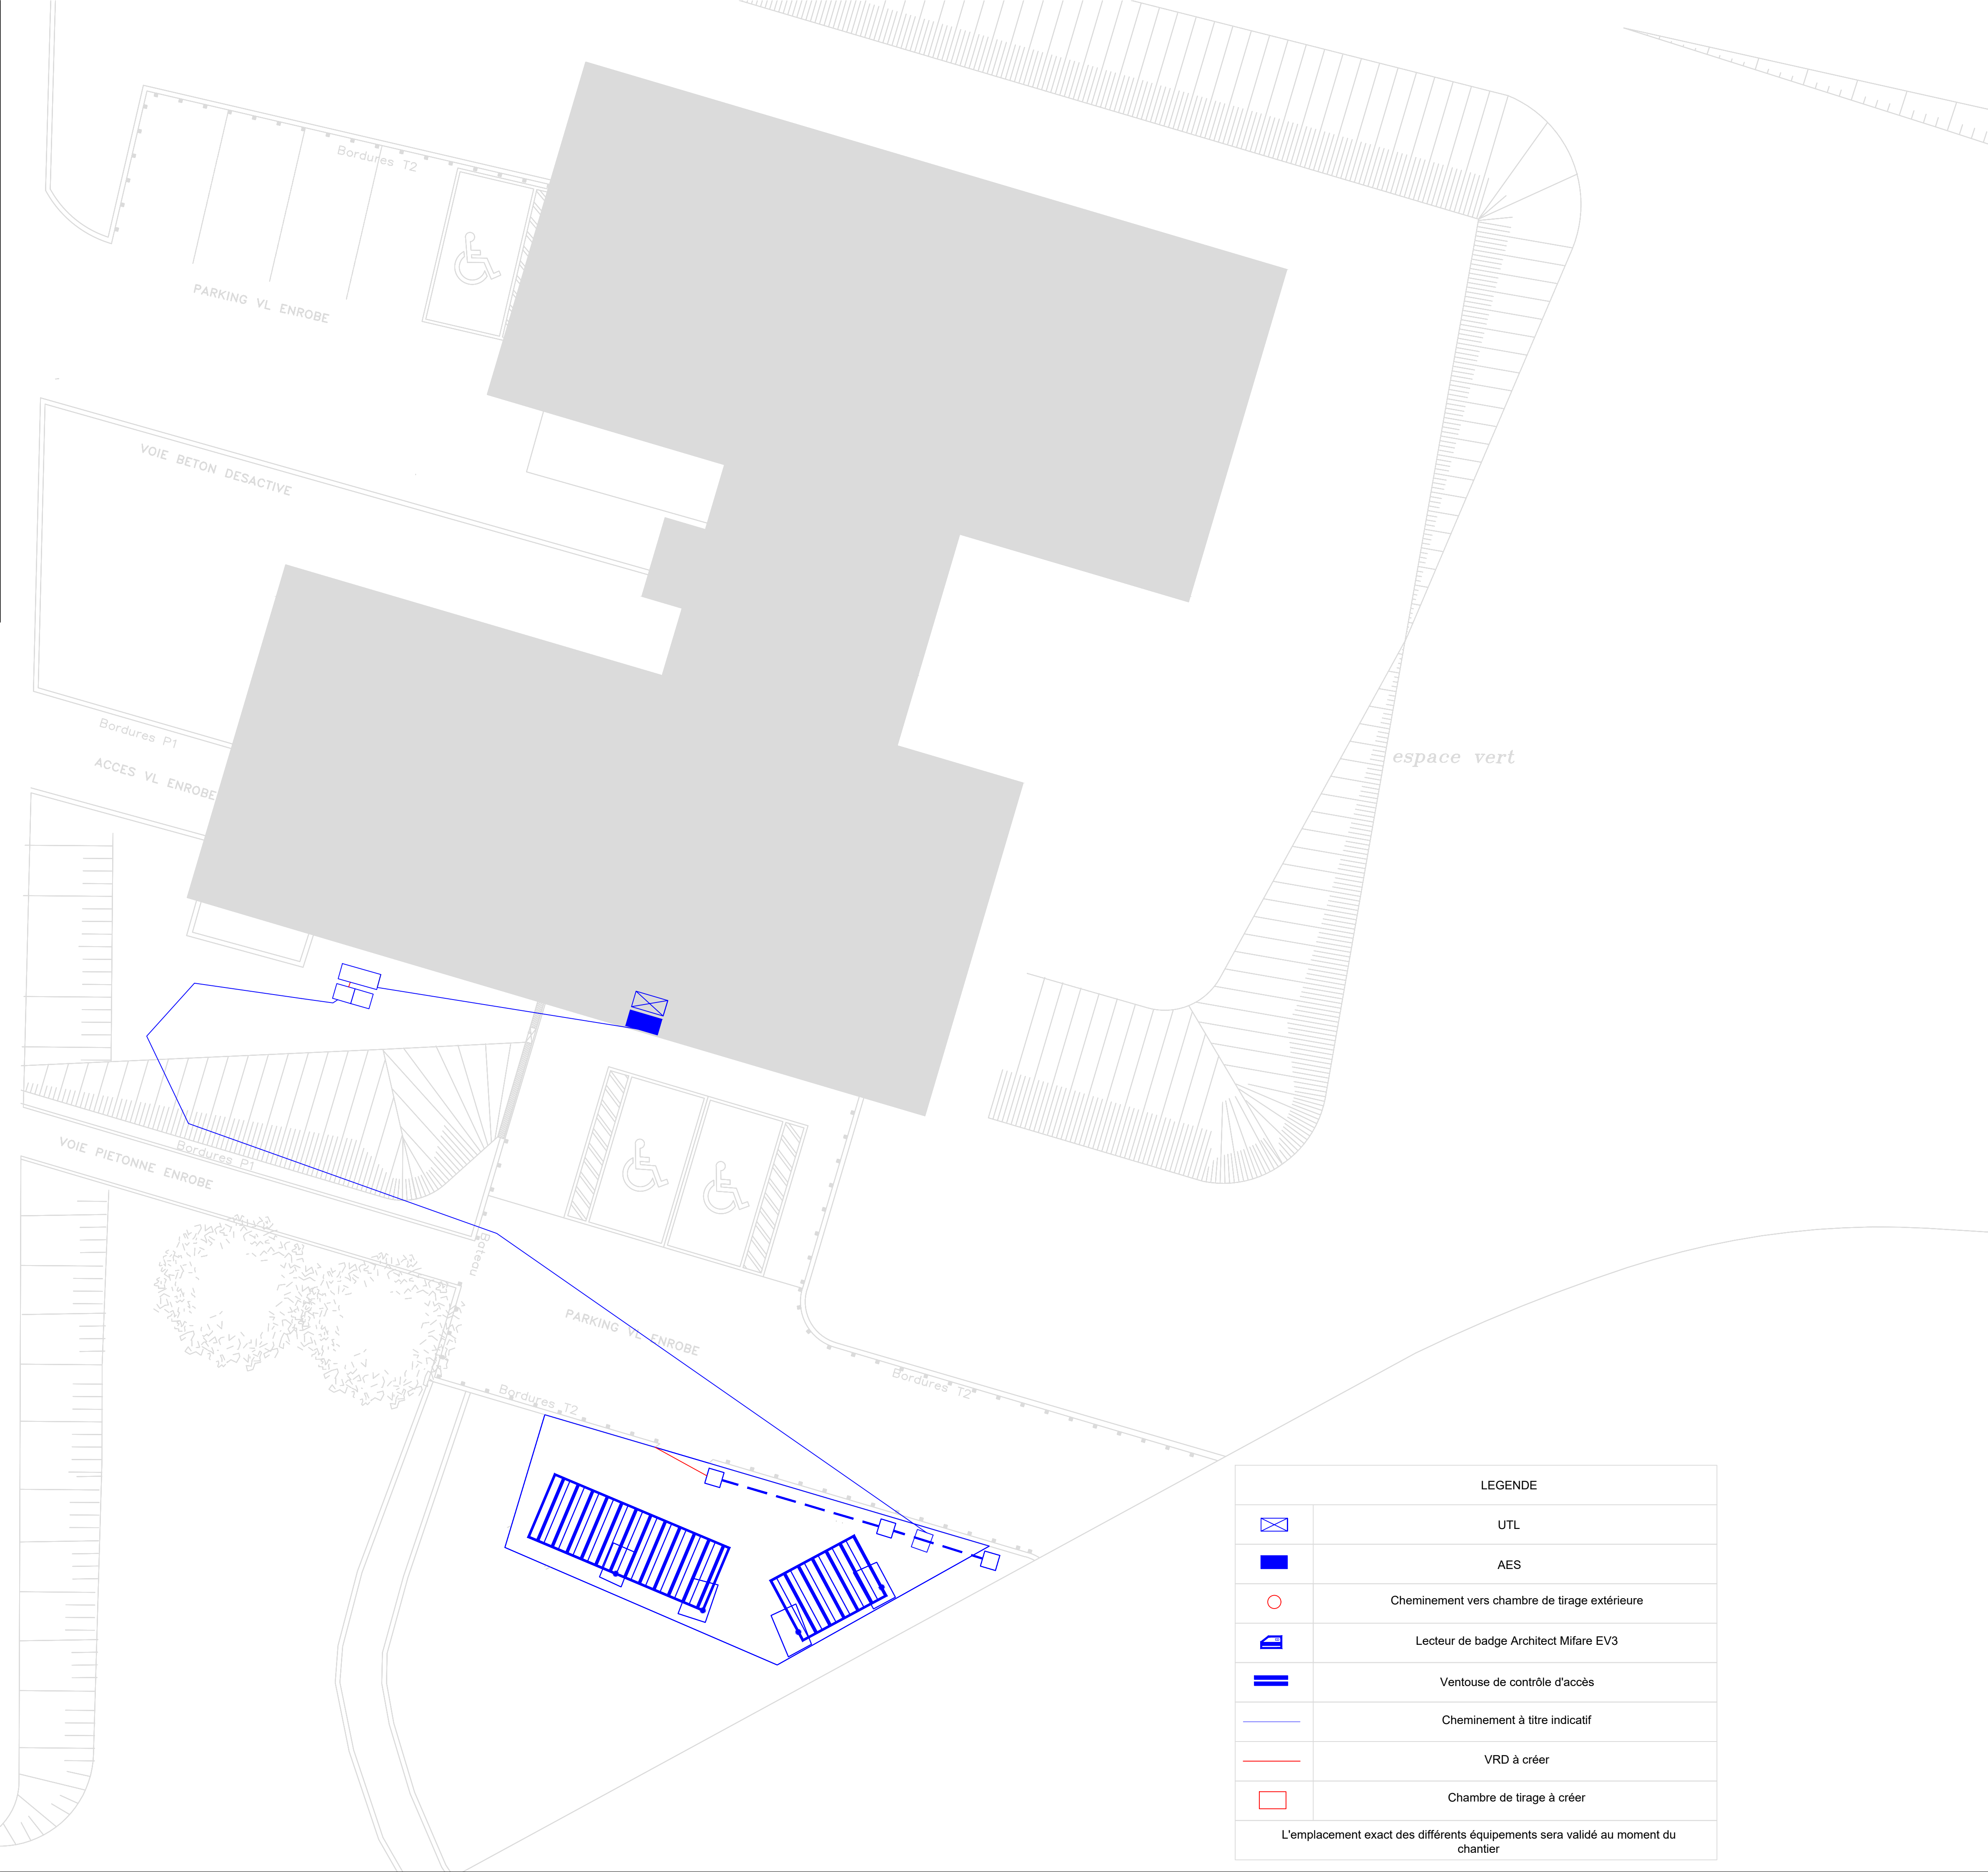 Bordures T2
PARKING VL ENROBE
VOIE BETON DESACTIVE
Bordures P1
ACCES VL ENROBE
espace vert
VOIE PIETONNE ENROBE
Bordures P1
Bateau
PARKING VL ENROBE
Bordures T2
Bordures T2
LEGENDE
UTL
AES
Cheminement vers chambre de tirage extérieure
Lecteur de badge Architect Mifare EV3
Ventouse de contrôle d'accès
Cheminement à titre indicatif
VRD à créer
Chambre de tirage à créer
L'emplacement exact des différents équipements sera validé au moment du
chantier